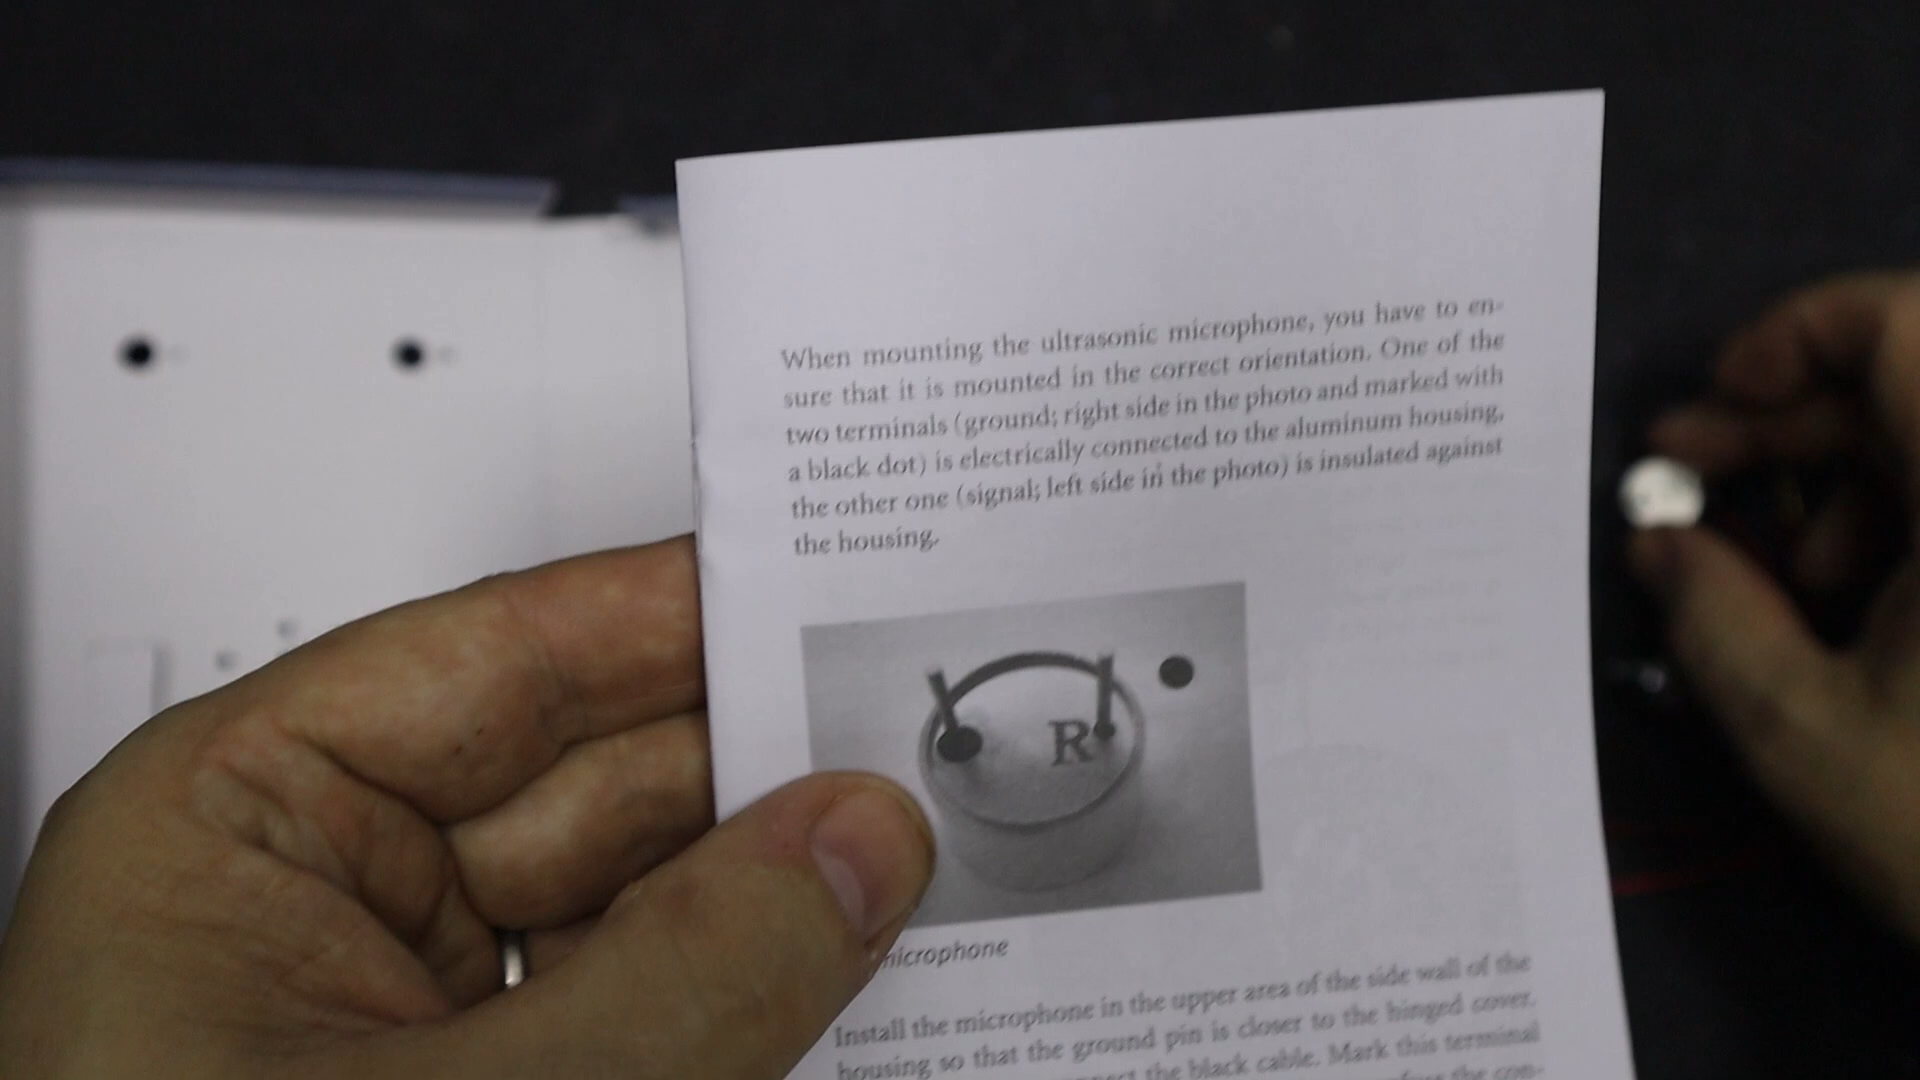 When mounting the ultrasonic microphone, you have to en-
sure that it is mounted in the correct orientation. One of the
two terminals (ground; right side in the photo and marked with
a black dot) is electrically connected to the aluminum housing,
the other one (signal; left side in the photo) is insulated against
the housing.
R
microphone
Install the microphone in the upper area of the side wall of the
housing so that the ground pin is closer to the hinged cover.
the black cable. Mark this terminal
the con-